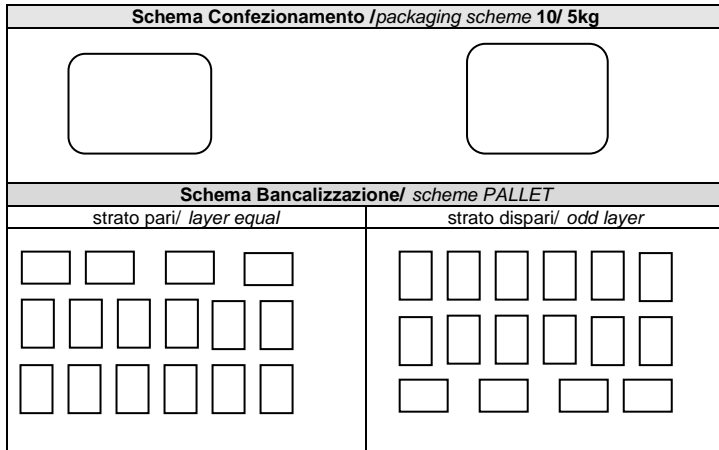 Schema Confezionamento /packaging scheme 10/ 5kg
Schema Bancalizzazione/ scheme PALLET
strato pari/ layer equal
strato dispari/ odd layer